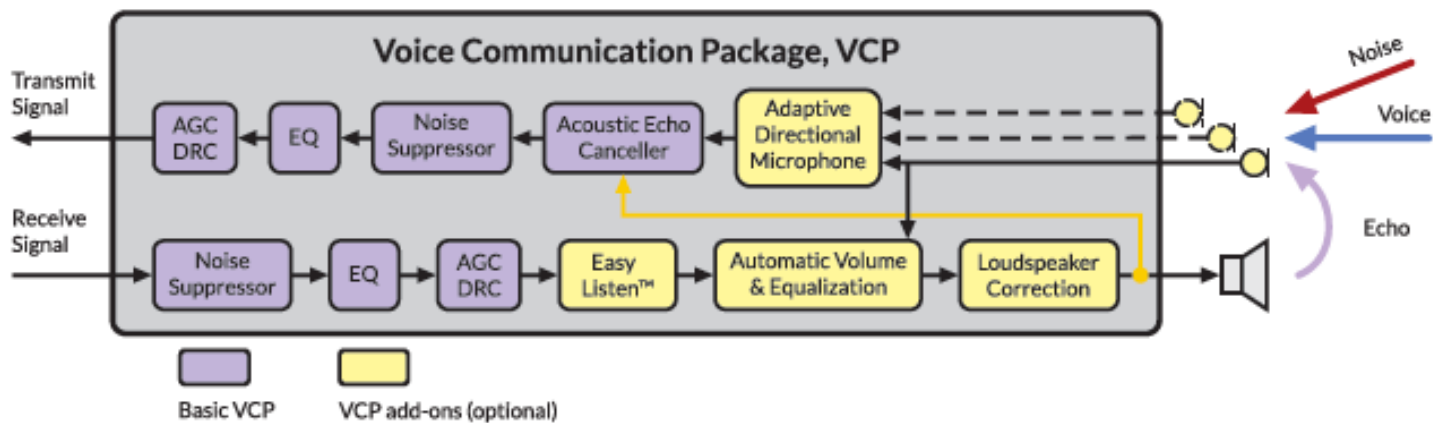 Voice Communication Package, VCP
Noise
Transmit
Signal
Voice
AGC
DRC
EQ
Noise
Suppressor
Acoustic Echo
Canceller
Adaptive
Directional
Microphone
Receive
Signal
Echo
Noise
Suppressor
EQ
AGC
DRC
Easy
Listen™
Automatic Volume
& Equalization
Loudspeaker
Correction
Basic VCP
VCP add-ons (optional)